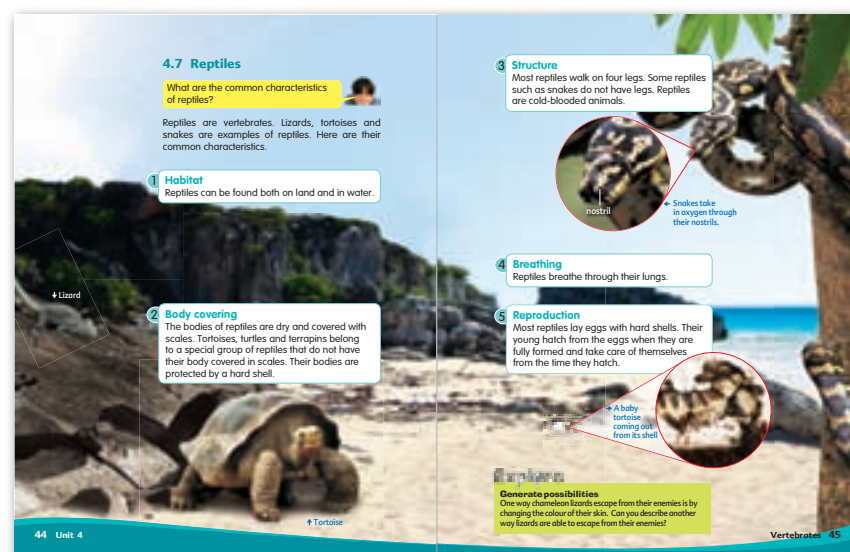 4.7 Reptiles
What are the common characteristics
of reptiles?
Reptiles are vertebrates. Lizards, tortoises and
snakes are examples of reptiles. Here are their
common characteristics.
1 Habitat
Reptiles can be found both on land and in water.
Lizard
2 Body covering
The bodies of reptiles are dry and covered with
scales. Tortoises, turtles and terrapins belong
to a special group of reptiles that do not have
their body covered in scales. Their bodies are
protected by a hard shell.
Tortoise
44 Unit 4
3 Structure
Most reptiles walk on four legs. Some reptiles
such as snakes do not have legs. Reptiles
are cold-blooded animals.
nostril
Snakes take
in oxygen through
their nostrils.
4 Breathing
Reptiles breathe through their lungs.
5 Reproduction
Most reptiles lay eggs with hard shells. Their
young hatch from the eggs when they are
fully formed and take care of themselves
from the time they hatch.
A baby
tortoise
coming out
from its shell
Generate possibilities
One way chameleon lizards escape from their enemies is by
changing the colour of their skin. Can you describe another
way lizards are able to escape from their enemies?
Vertebrates 45